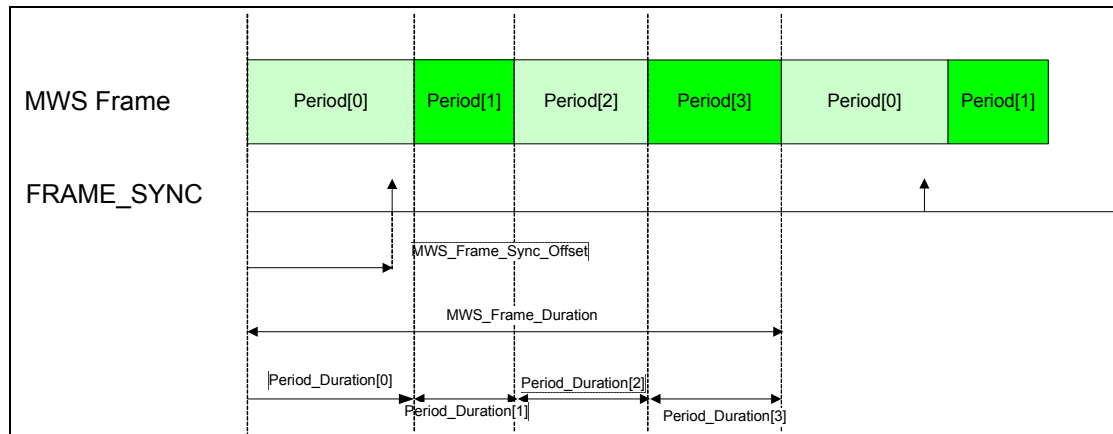 MWS Frame
Period[0]
Period[1]
Period[2]
Period[3]
Period[0]
Period[1]
FRAME_SYNC
MWS_Frame_Sync_Offset
MWS_Frame_Duration
Period_Duration[0]
Period_Duration[1]
Period_Duration[2]
Period_Duration[3]